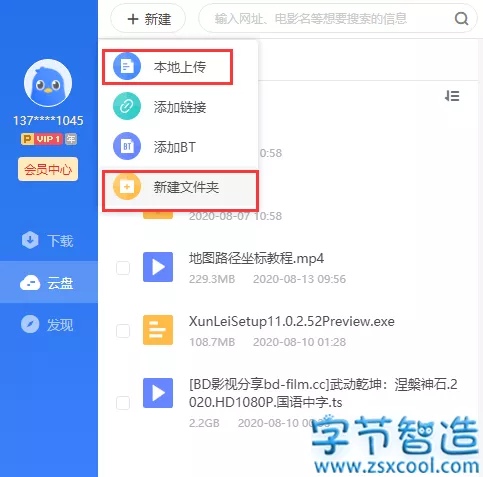 新建
输入网址、电影名等想要搜索的信息
本地上传
137****1045
添加链接
P VIP 1 年
添加BT
BT
:58
会员中心
新建文件夹
2020-08-07 10:58
下载
地图路径坐标教程.mp4
229.3MB 2020-08-13 09:56
云盘
XunLeiSetup11.0.2.52Preview.exe
发现
108.7MB 2020-08-10 01:28
[BD影视分享bd-film.cc]武动乾坤：涅槃神石.2
020.HD1080P.国语中字.ts
2.2GB 2020-08-10 00
字节智造
www.zsxcool.com